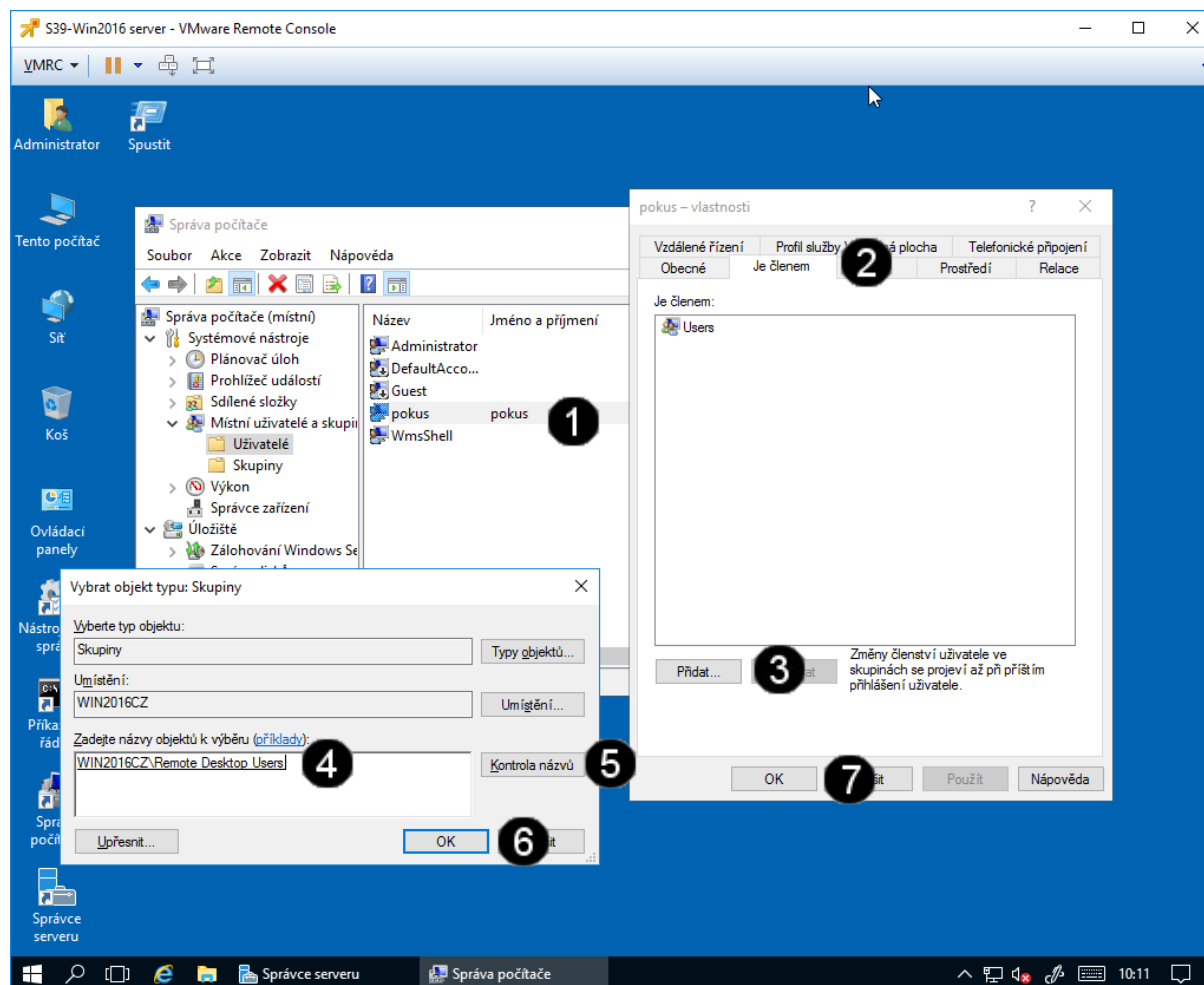 S39-Win2016 server - VMware Remote Console
VMRC
Administrator
Spustit
Tento počítač
Síť
Koš
Ovládací
panely
Příka
řád
Správce
serveru
Správa počítače
Soubor Akce Zobrazit Nápověda
Správa počítače (místní)
Systémové nástroje
Plánovač úloh
Prohlížeč událostí
Sdílené složky
Místní uživatelé a skupin
Uživatelé
Skupiny
Výkon
Správce zařízení
Úložiště
Zálohování Windows Se
Název Jméno a příjmení
Administrator
DefaultAcco...
Guest
pokus pokus
1
WmsShell
pokus – vlastnosti
?
Vzdálené řízení Profil služby á plocha Telefonické připojení
Obecné Je členem 2 Prostředí Relace
Je členem:
Users
Přidat... 3
Změny členství uživatele ve
skupinách se projeví až při příštím
přihlášení uživatele.
OK 7 Použít Nápověda
Vybrat objekt typu: Skupiny
Vyberte typ objektu:
Skupiny Typy objektů...
Umístění:
WIN2016CZ Umístění...
Zadejte názvy objektů k výběru (příklady):
WIN2016CZ\Remote Desktop Users 4 Kontrola názvů 5
Upřesnit... OK 6
Správce serveru Správa počítače 10:11